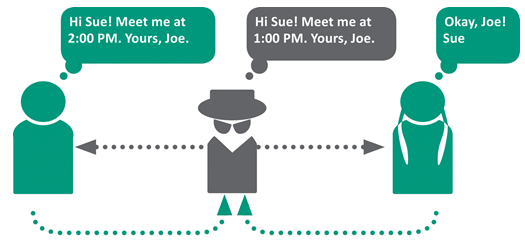 Hi Sue! Meet me at
2:00 PM. Yours, Joe.
Hi Sue! Meet me at
1:00 PM. Yours, Joe.
Okay, Joe!
Sue